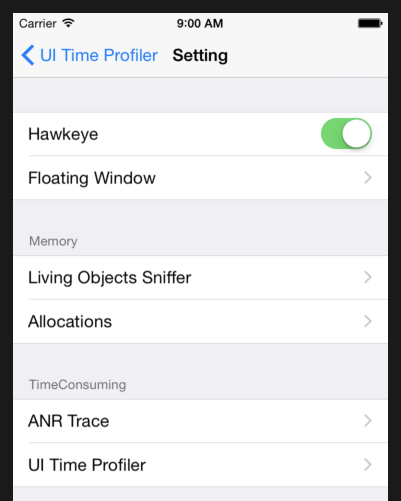 Carrier 9:00 AM
UI Time Profiler Setting
Hawkeye
Floating Window
Memory
Living Objects Sniffer
Allocations
TimeConsuming
ANR Trace
UI Time Profiler